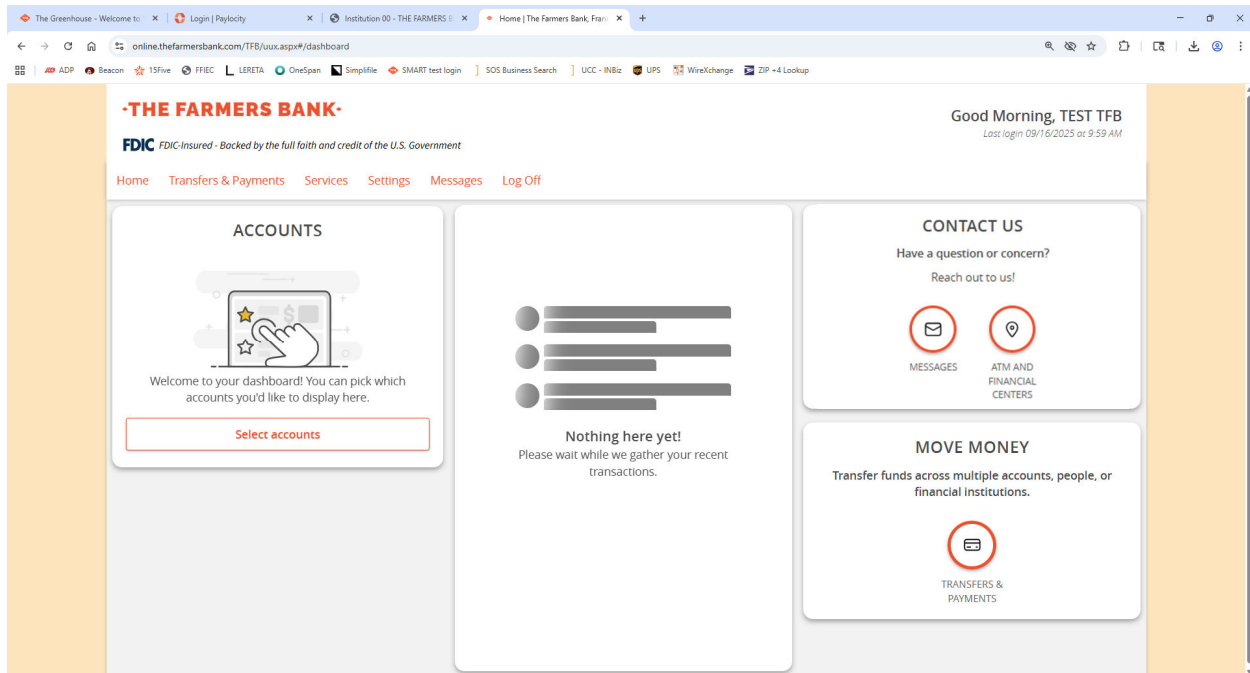 The Greenhouse - Welcome to
Login | Paylocity
Institution 00 - THE FARMERS B
Home | The Farmers Bank, Fran
online.thefarmersbank.com/TFB/uux.aspx#/dashboard
ADP
Beacon
15Five
FFIEC
LERETA
OneSpan
Simplifile
SMART test login
SOS Business Search
UCC - INBiz
UPS
WireXchange
ZIP +4 Lookup
·THE FARMERS BANK·
FDIC FDIC-Insured - Backed by the full faith and credit of the U.S. Government
Good Morning, TEST TFB
Last login 09/16/2025 at 9:59 AM
Home Transfers & Payments Services Settings Messages Log Off
ACCOUNTS
$
Welcome to your dashboard! You can pick which
accounts you'd like to display here.
Select accounts
Nothing here yet!
Please wait while we gather your recent
transactions.
CONTACT US
Have a question or concern?
Reach out to us!
MESSAGES
ATM AND
FINANCIAL
CENTERS
MOVE MONEY
Transfer funds across multiple accounts, people, or
financial institutions.
TRANSFERS &
PAYMENTS